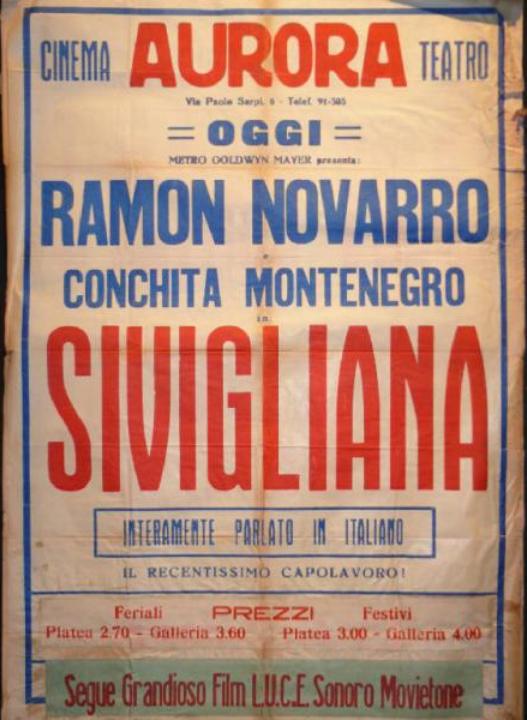 CINEMA AURORA TEATRO
Via Paolo Sarpi, 6 - Telef. 91-505
= OGGI =
METRO GOLDWYN MAYER presenta:
RAMON NOVARRO
e
CONCHITA MONTENEGRO
in
SIVIGLIANA
INTERAMENTE PARLATO IN ITALIANO
IL RECENTISSIMO CAPOLAVORO!
Feriali PREZZI Festivi
Platea 2.70 - Galleria 3.60 Platea 3.00 - Galleria 4.00
Segue Grandioso Film L.U.C.E. Sonoro Movietone